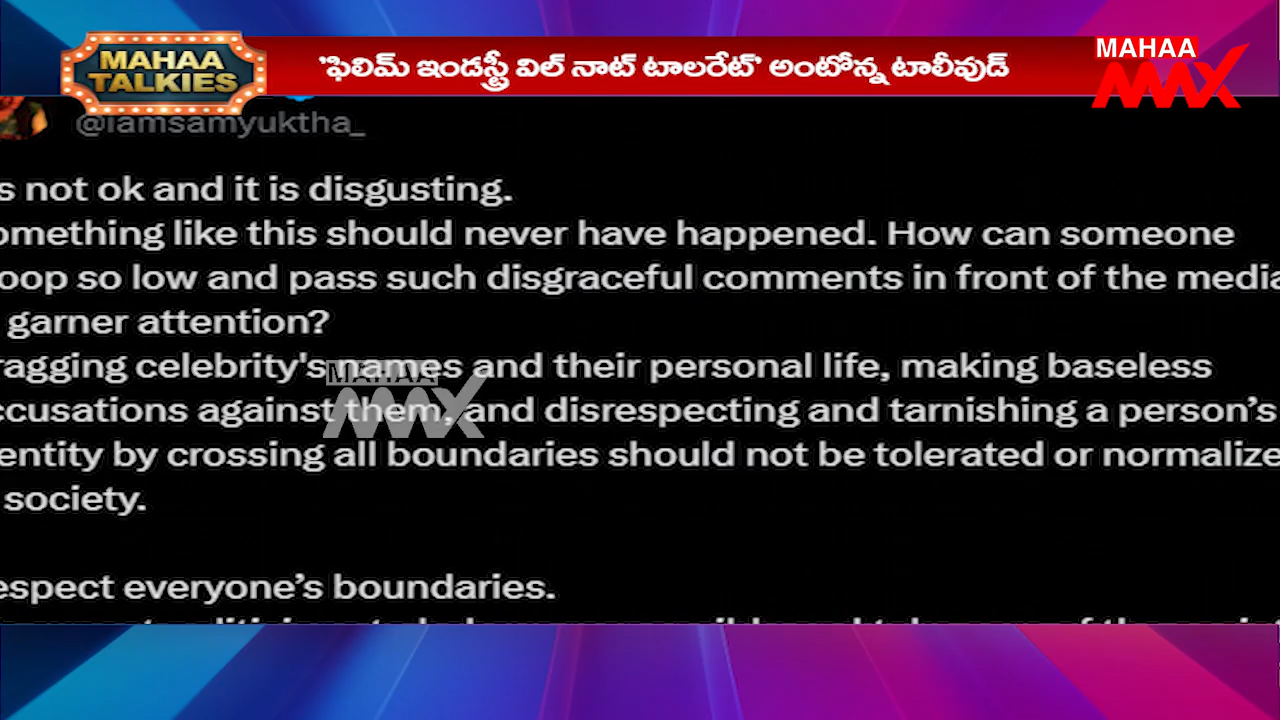 MAHAA
TALKIES
'ఫిలిమ్ ఇండస్ట్రీ విల్ నాట్ టాలరేట్' అంటోన్న టాలీవుడ్
MAHAA
MAX
@iamsamyuktha_
s not ok and it is disgusting.
omething like this should never have happened. How can someone
oop so low and pass such disgraceful comments in front of the media
garner attention?
ragging celebrity's names and their personal life, making baseless
ccusations against them, and disrespecting and tarnishing a person's
entity by crossing all boundaries should not be tolerated or normalize
society.
espect everyone's boundaries.
MAHAA
MAX